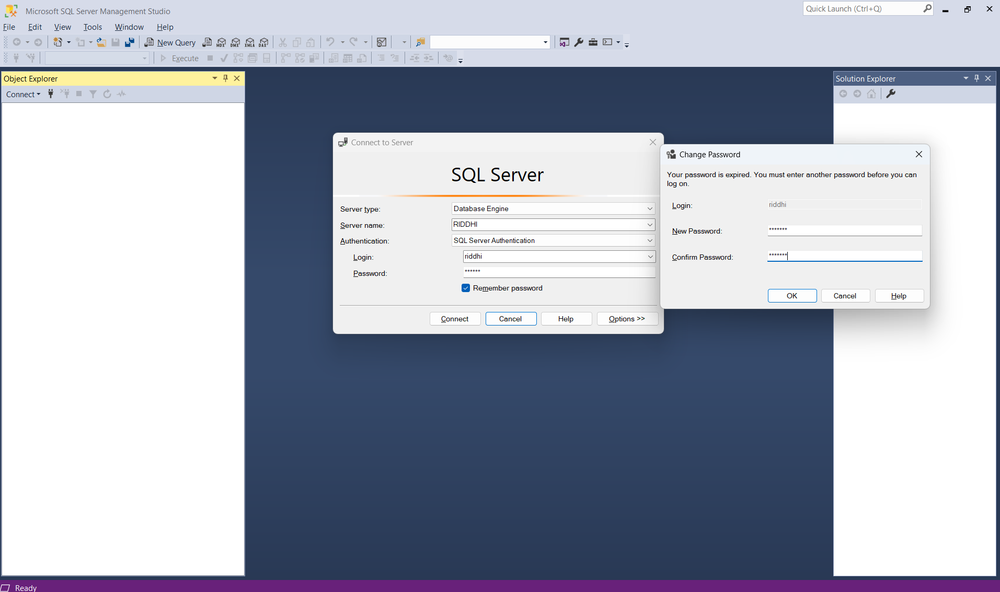 Microsoft SQL Server Management Studio
Quick Launch (Ctrl+Q)
File Edit View Tools Window Help
New Query MDX DMX XMLA DAX
Execute
Object Explorer
Connect
Solution Explorer
Connect to Server
SQL Server
Server type: Database Engine
Server name: RIDDHI
Authentication: SQL Server Authentication
Login: riddhi
Password: ******
Remember password
Connect Cancel Help Options >>
Change Password
Your password is expired. You must enter another password before you can
log on.
Login: riddhi
New Password: *******
Confirm Password: *******
OK Cancel Help
Ready